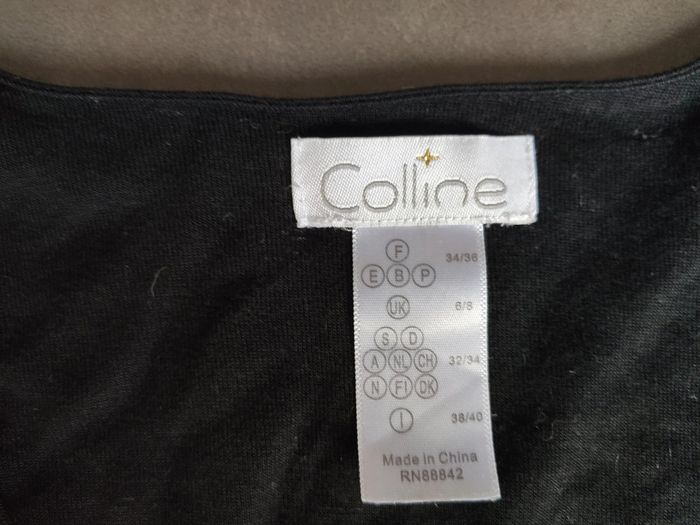 Colline
F 34/36
E B P
UK 6/8
S D
A NL CH 32/34
N FI DK
I 38/40
Made in China
RN88842